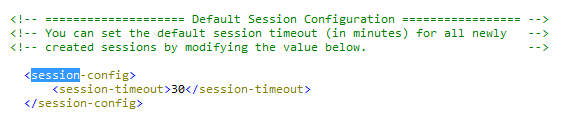 <!-- ==================== Default Session Configuration ================= -->
<!-- You can set the default session timeout (in minutes) for all newly   -->
<!-- created sessions by modifying the value below.                       -->
<session-config>
<session-timeout>30</session-timeout>
</session-config>